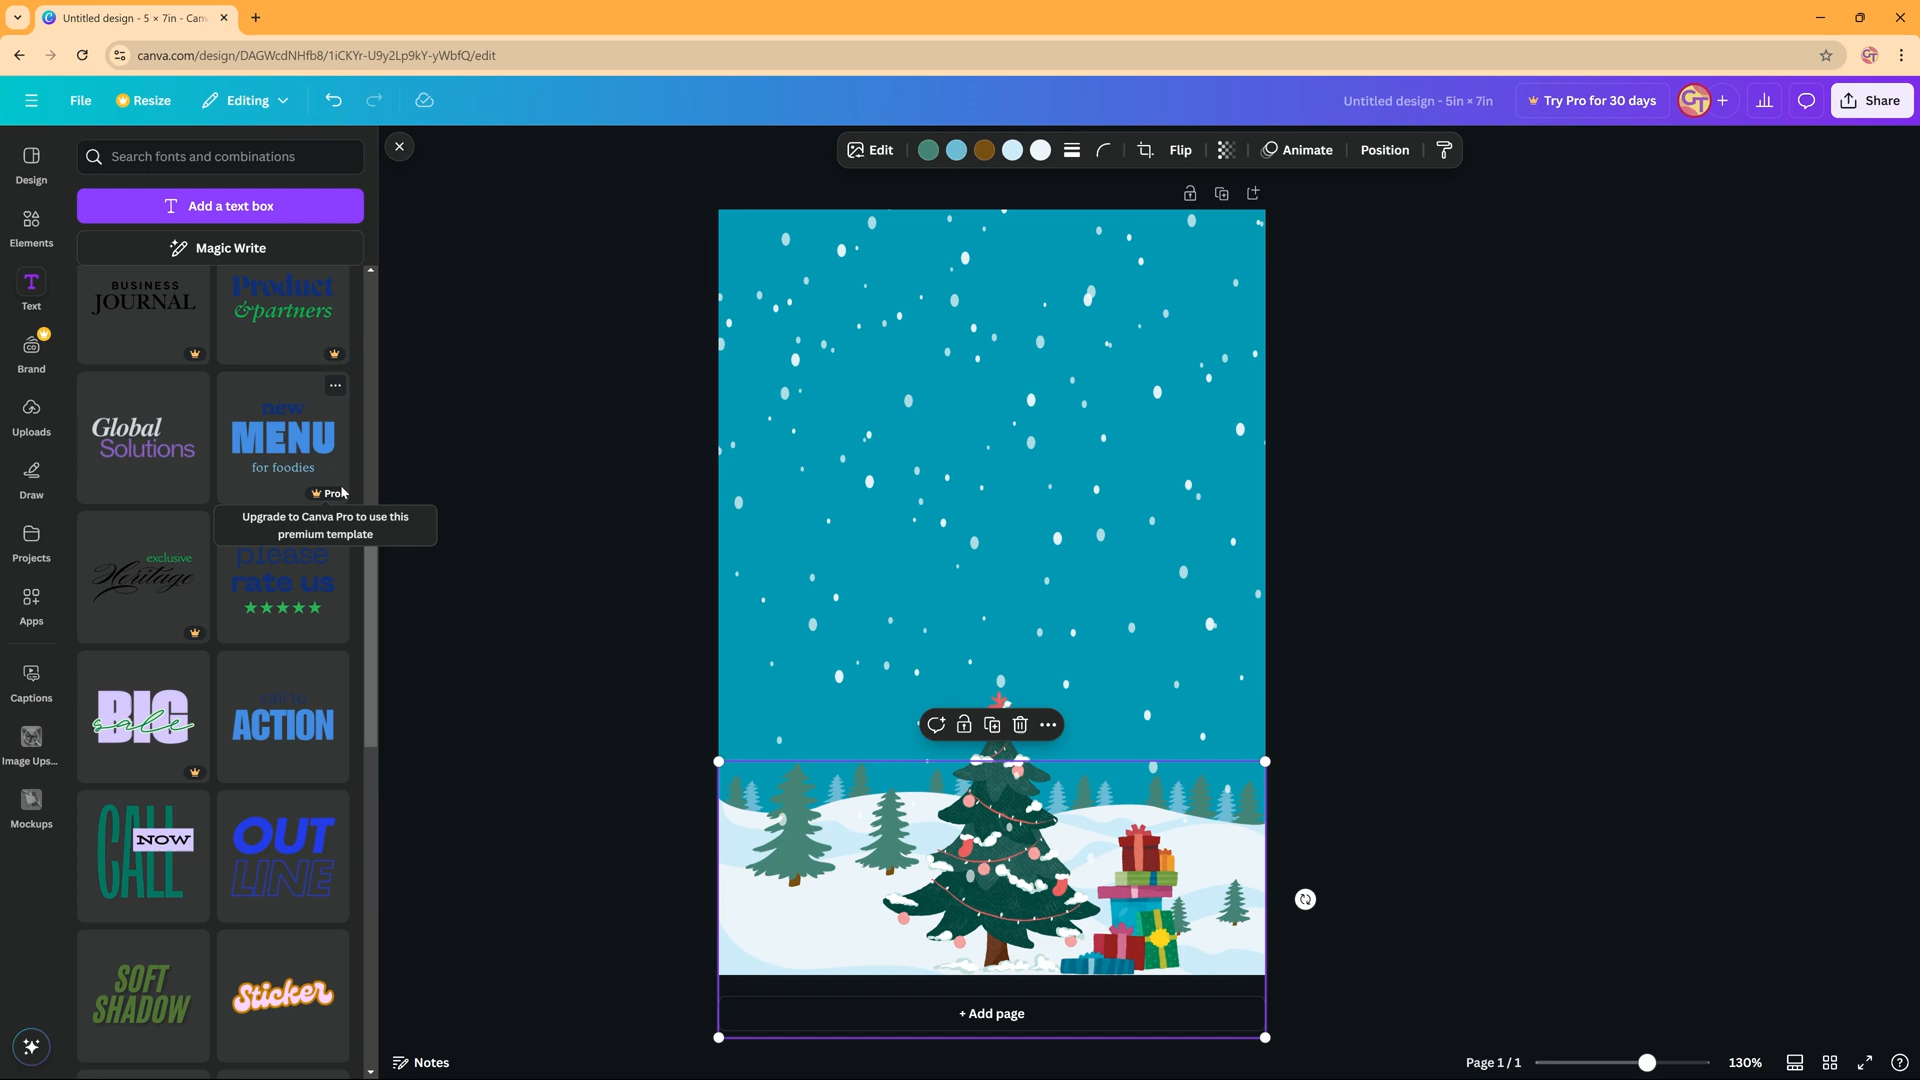 Untitled design - 5 × 7in - Can
canva.com/design/DAGWcdNHfb8/1iCKYr-U9y2Lp9kY-yWbfQ/edit
File
Resize
Editing
Untitled design - 5in × 7in
Try Pro for 30 days
GT
Share
Design
Elements
Text
Brand
Uploads
Draw
Projects
Apps
Captions
Image Ups...
Mockups
Search fonts and combinations
Add a text box
Magic Write
BUSINESS
JOURNAL
Product
&partners
Global
Solutions
new
MENU
for foodies
Pro
Upgrade to Canva Pro to use this
premium template
exclusive
Heritage
please
rate us
BIG
sale
call to
ACTION
CALL
NOW
OUT
LINE
SOFT
SHADOW
Sticker
Edit
Flip
Animate
Position
+ Add page
Notes
Page 1 / 1
130%